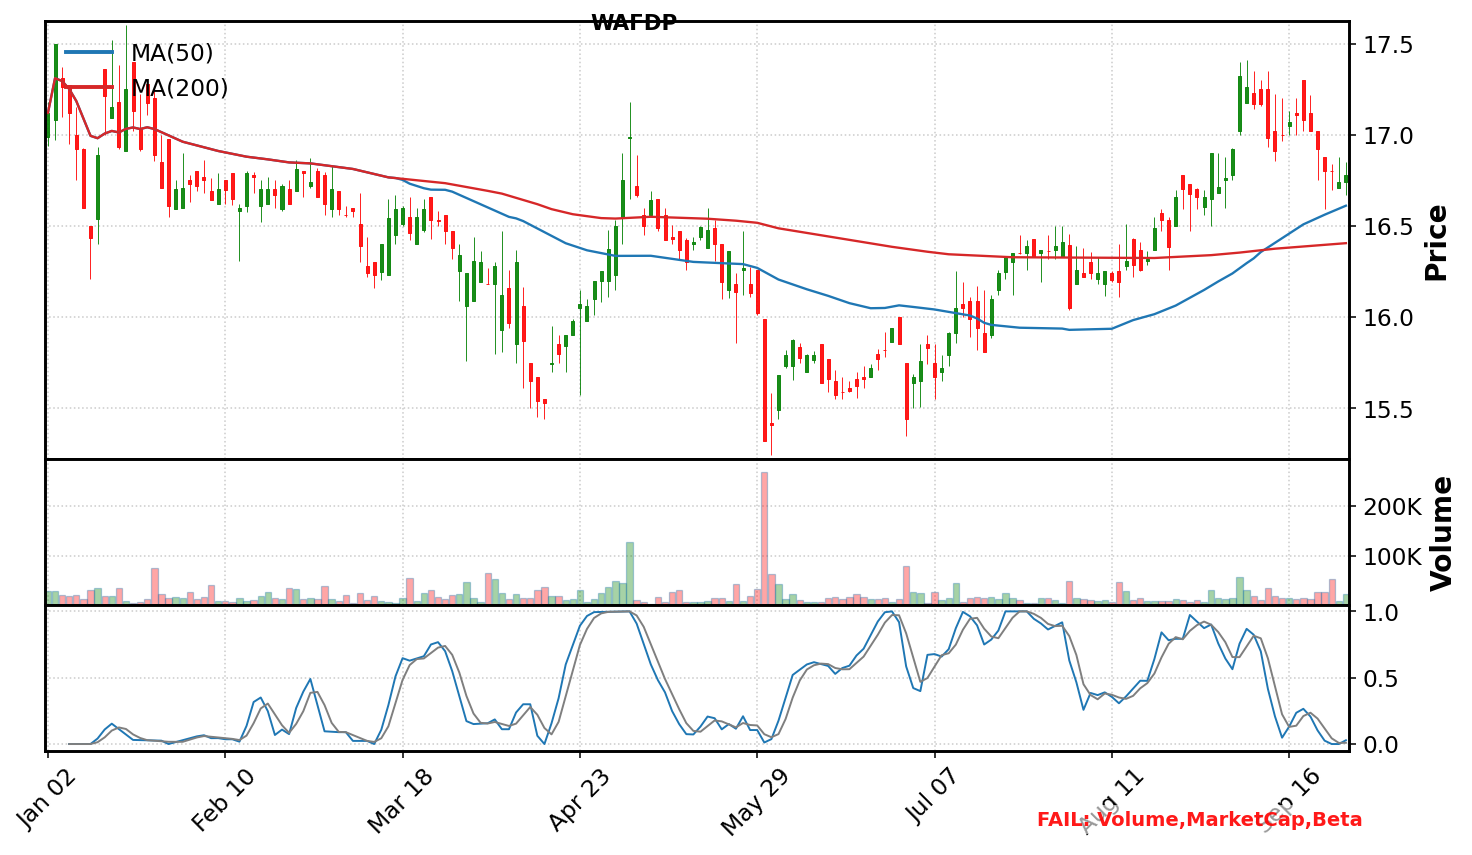 WAFDP
MA(50)
MA(200)
17.5
17.0
16.5
16.0
15.5
Price
200K
100K
Volume
1.0
0.5
0.0
Jan 02
Feb 10
Mar 18
Apr 23
May 29
Jul 07
Aug 11
Sep 16
FAIL: Volume,MarketCap,Beta